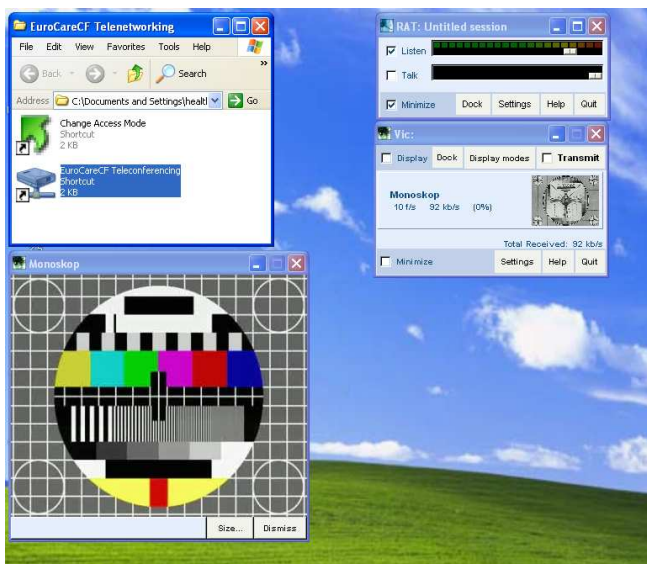 EuroCareCF Telenetworking
File Edit View Favorites Tools Help
Back Search
Address C:\Documents and Settings\healt Go
Change Access Mode
Shortcut
2 KB
EuroCareCF Teleconferencing
Shortcut
2 KB
RAT: Untitled session
Listen
Talk
Minimize Dock Settings Help Quit
Vic:
Display Dock Display modes Transmit
Monoskop
10 f/s 92 kb/s (0%)
Total Received: 92 kb/s
Minimize Settings Help Quit
Monoskop
Size... Dismiss